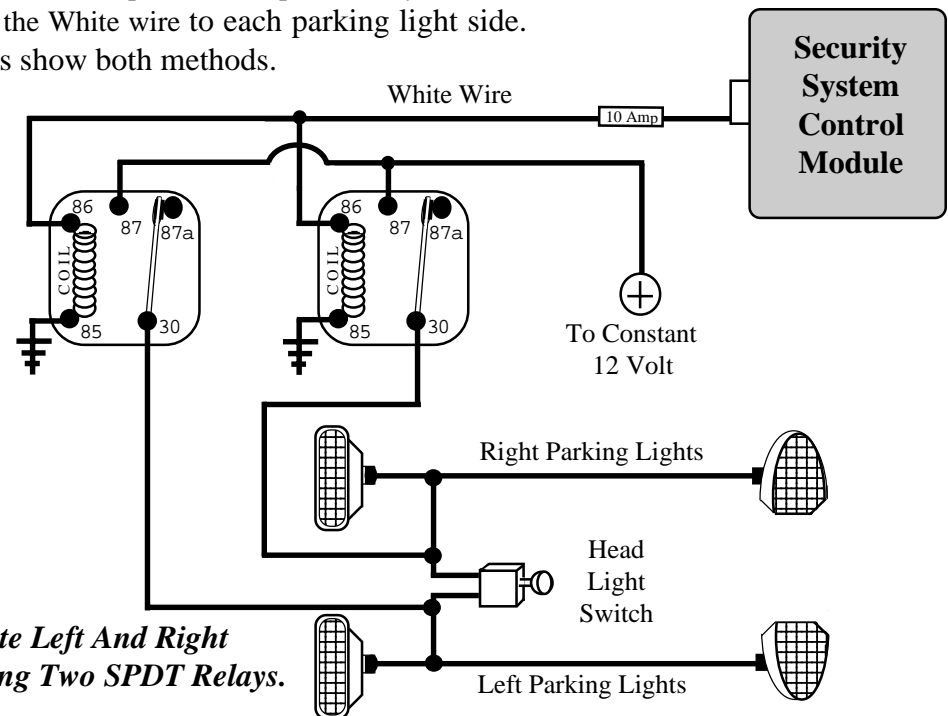 the White wire to each parking light side.
s show both methods.
Security
System
Control
Module
White Wire
10 Amp
86
87
87a
COIL
85
30
86
87
87a
COIL
85
30
To Constant
12 Volt
Right Parking Lights
Head
Light
Switch
te Left And Right
ng Two SPDT Relays.
Left Parking Lights